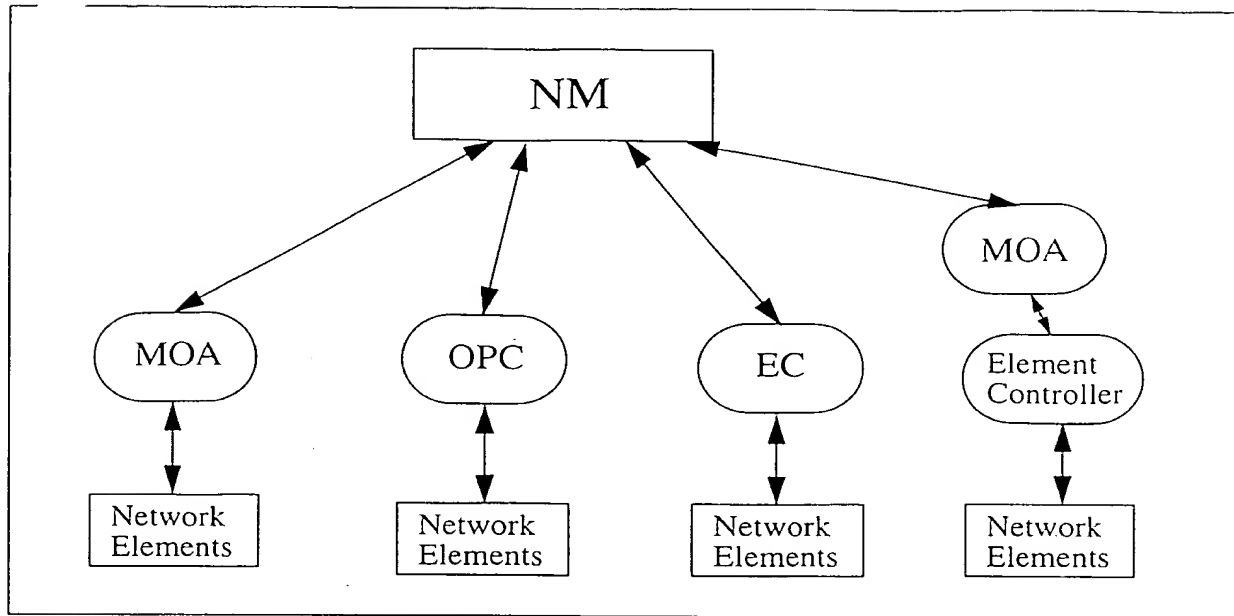 NM
MOA
MOA
OPC
EC
Element
Controller
Network
Elements
Network
Elements
Network
Elements
Network
Elements